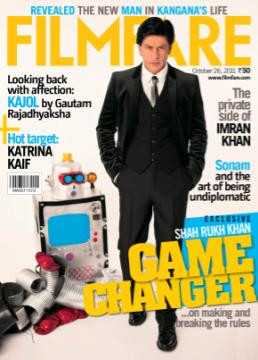 REVEALED THE NEW MAN IN KANGANA'S LIFE
FILMFARE
October 26, 2011 ₹50
www.filmfare.com
Looking back
with affection:
KAJOL by Gautam
Rajadhyaksha
+
Hot target:
KATRINA
KAIF
The
private
side of
IMRAN
KHAN
Sonam
and the
art of being
undiplomatic
EXCLUSIVE
SHAH RUKH KHAN
GAME
CHANGER
...on making and
breaking the rules